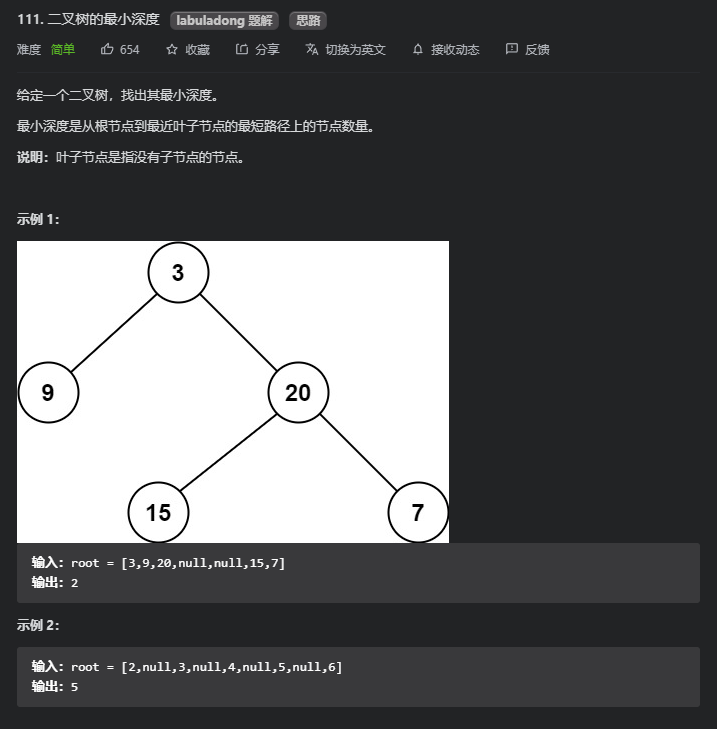 111. 二叉树的最小深度 labuladong 题解 思路
难度 简单 654 收藏 分享 切换为英文 接收动态 反馈
给定一个二叉树，找出其最小深度。
最小深度是从根节点到最近叶子节点的最短路径上的节点数量。
说明：叶子节点是指没有子节点的节点。
示例 1：
3
9 20
15 7
输入：root = [3,9,20,null,null,15,7]
输出：2
示例 2：
输入：root = [2,null,3,null,4,null,5,null,6]
输出：5